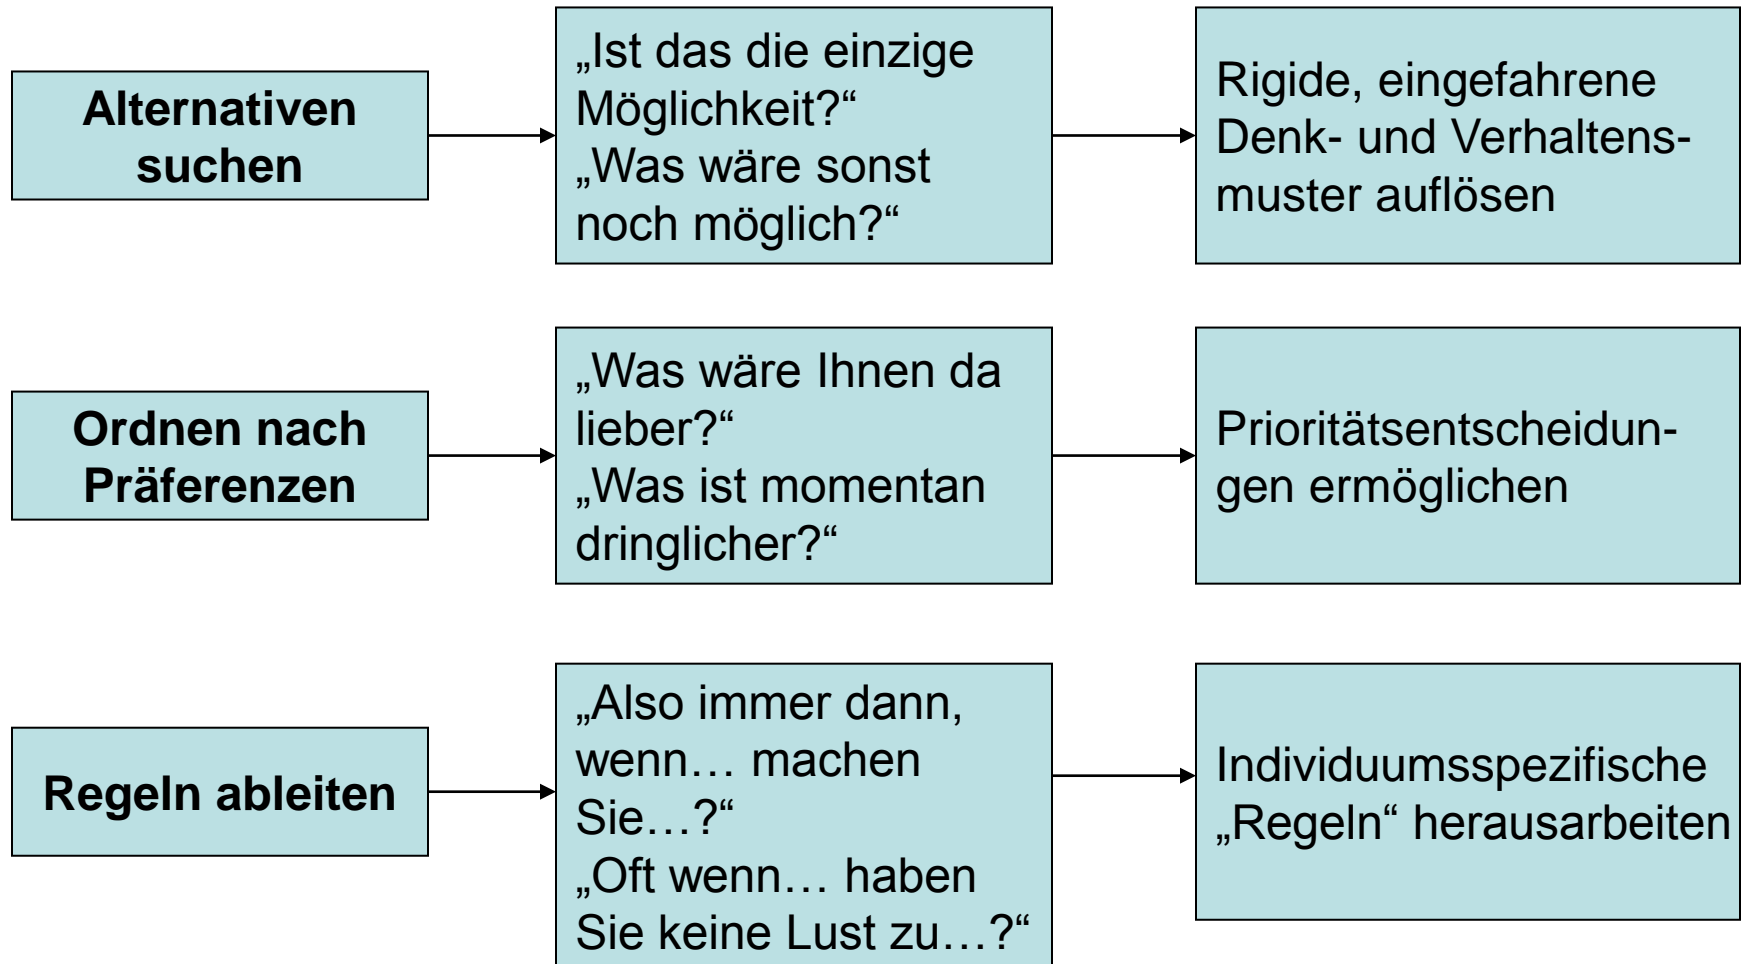 Alternativen
suchen
„Ist das die einzige
Möglichkeit?“
„Was wäre sonst
noch möglich?“
Rigide, eingefahrene
Denk- und Verhaltens-
muster auflösen
Ordnen nach
Präferenzen
„Was wäre Ihnen da
lieber?“
„Was ist momentan
dringlicher?“
Prioritätsentscheidun-
gen ermöglichen
Regeln ableiten
„Also immer dann,
wenn… machen
Sie…?“
„Oft wenn… haben
Sie keine Lust zu…?“
Individuumsspezifische
„Regeln“ herausarbeiten